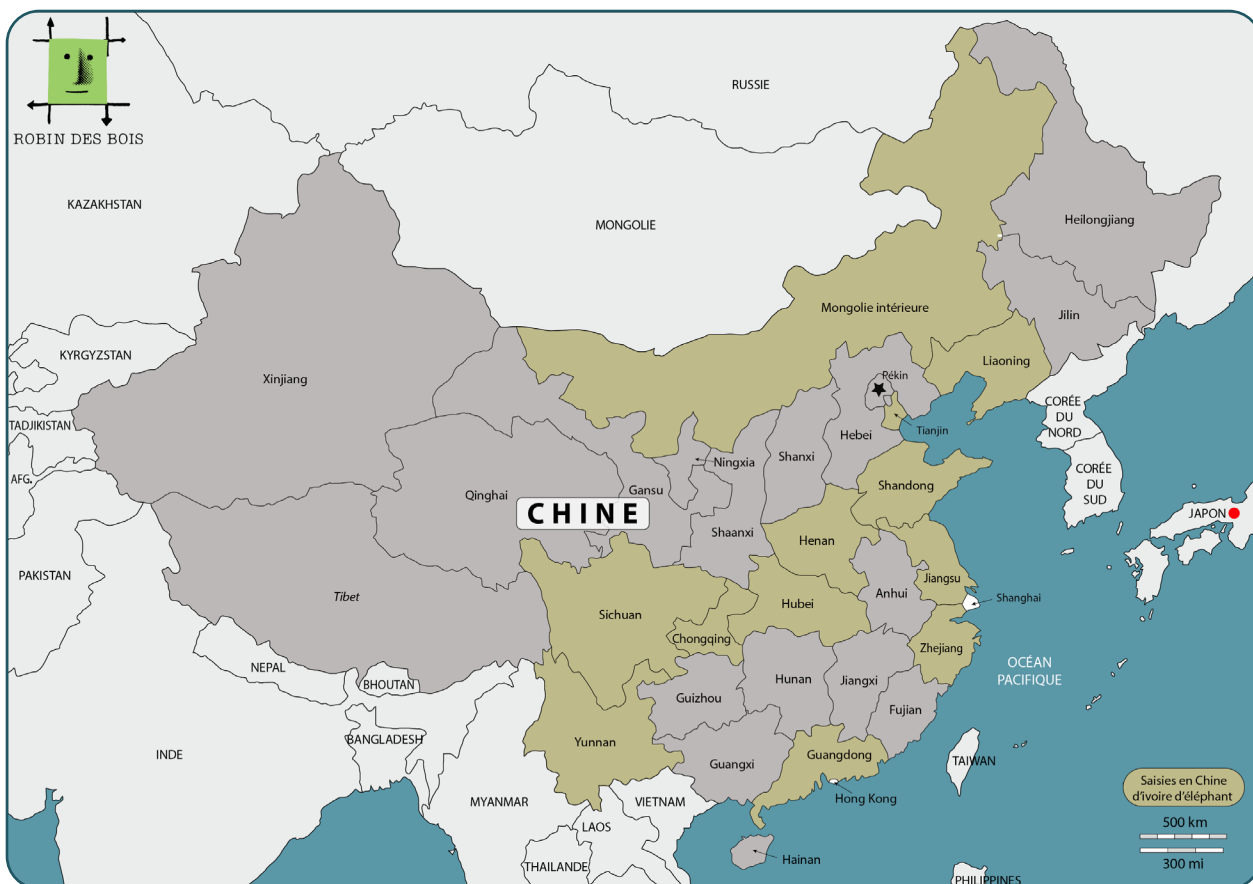 ROBIN DES BOIS
RUSSIE
KAZAKHSTAN
MONGOLIE
Heilongjiang
Mongolie intérieure
Jilin
KYRGYZSTAN
Xinjiang
Liaoning
Pékin
CORÉE
DU
NORD
TADJIKISTAN
Tianjin
Hebei
Shanxi
Ningxia
AFG.
CORÉE
DU
SUD
Qinghai
Gansu
Shandong
CHINE
JAPON
Shaanxi
Henan
PAKISTAN
Tibet
Jiangsu
Anhui
Shanghai
Sichuan
Hubei
Chongqing
Zhejiang
NEPAL
OCÉAN
PACIFIQUE
BHOUTAN
Hunan
Jiangxi
Guizhou
Fujian
BANGLADESH
Yunnan
INDE
Guangdong
Guangxi
TAIWAN
Saisies en Chine
d'ivoire d'éléphant
MYANMAR
VIETNAM
Hong Kong
500 km
LAOS
Hainan
300 mi
THAILANDE
PHILIPPINES